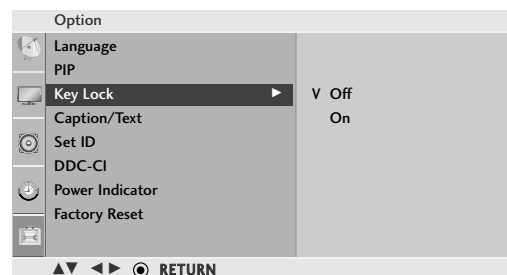 Option
Language
PIP
Key Lock ► V Off
Caption/Text On
Set ID
DDC-CI
Power Indicator
Factory Reset
▲▼ ◄► ⦿ RETURN